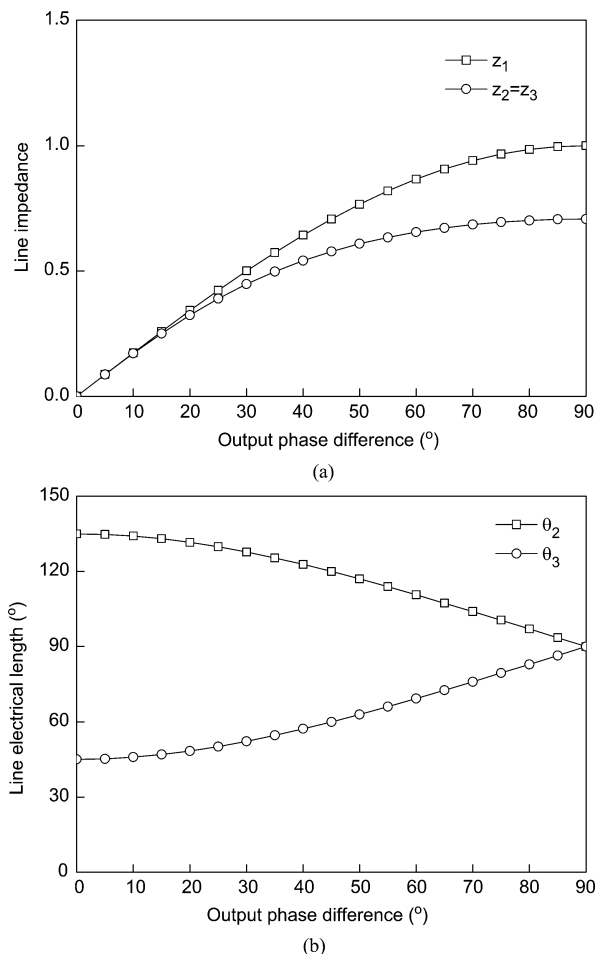 1.5
z1
z2=z3
1.0
Line impedance
0.5
0.0
0 10 20 30 40 50 60 70 80 90
Output phase difference (o)
(a)
150
θ2
θ3
120
90
Line electrical length (o)
60
30
0
0 10 20 30 40 50 60 70 80 90
Output phase difference (o)
(b)